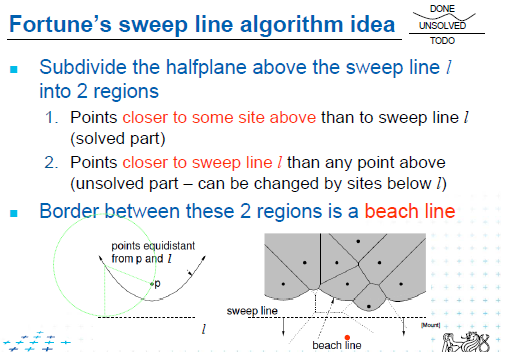 Fortune's sweep line algorithm idea
DONE
UNSOLVED
TODO
Subdivide the halfplane above the sweep line l
into 2 regions
1. Points closer to some site above than to sweep line l
(solved part)
2. Points closer to sweep line l than any point above
(unsolved part – can be changed by sites below l)
Border between these 2 regions is a beach line
points equidistant
from p and l
p
l
sweep line
beach line
[Mount]